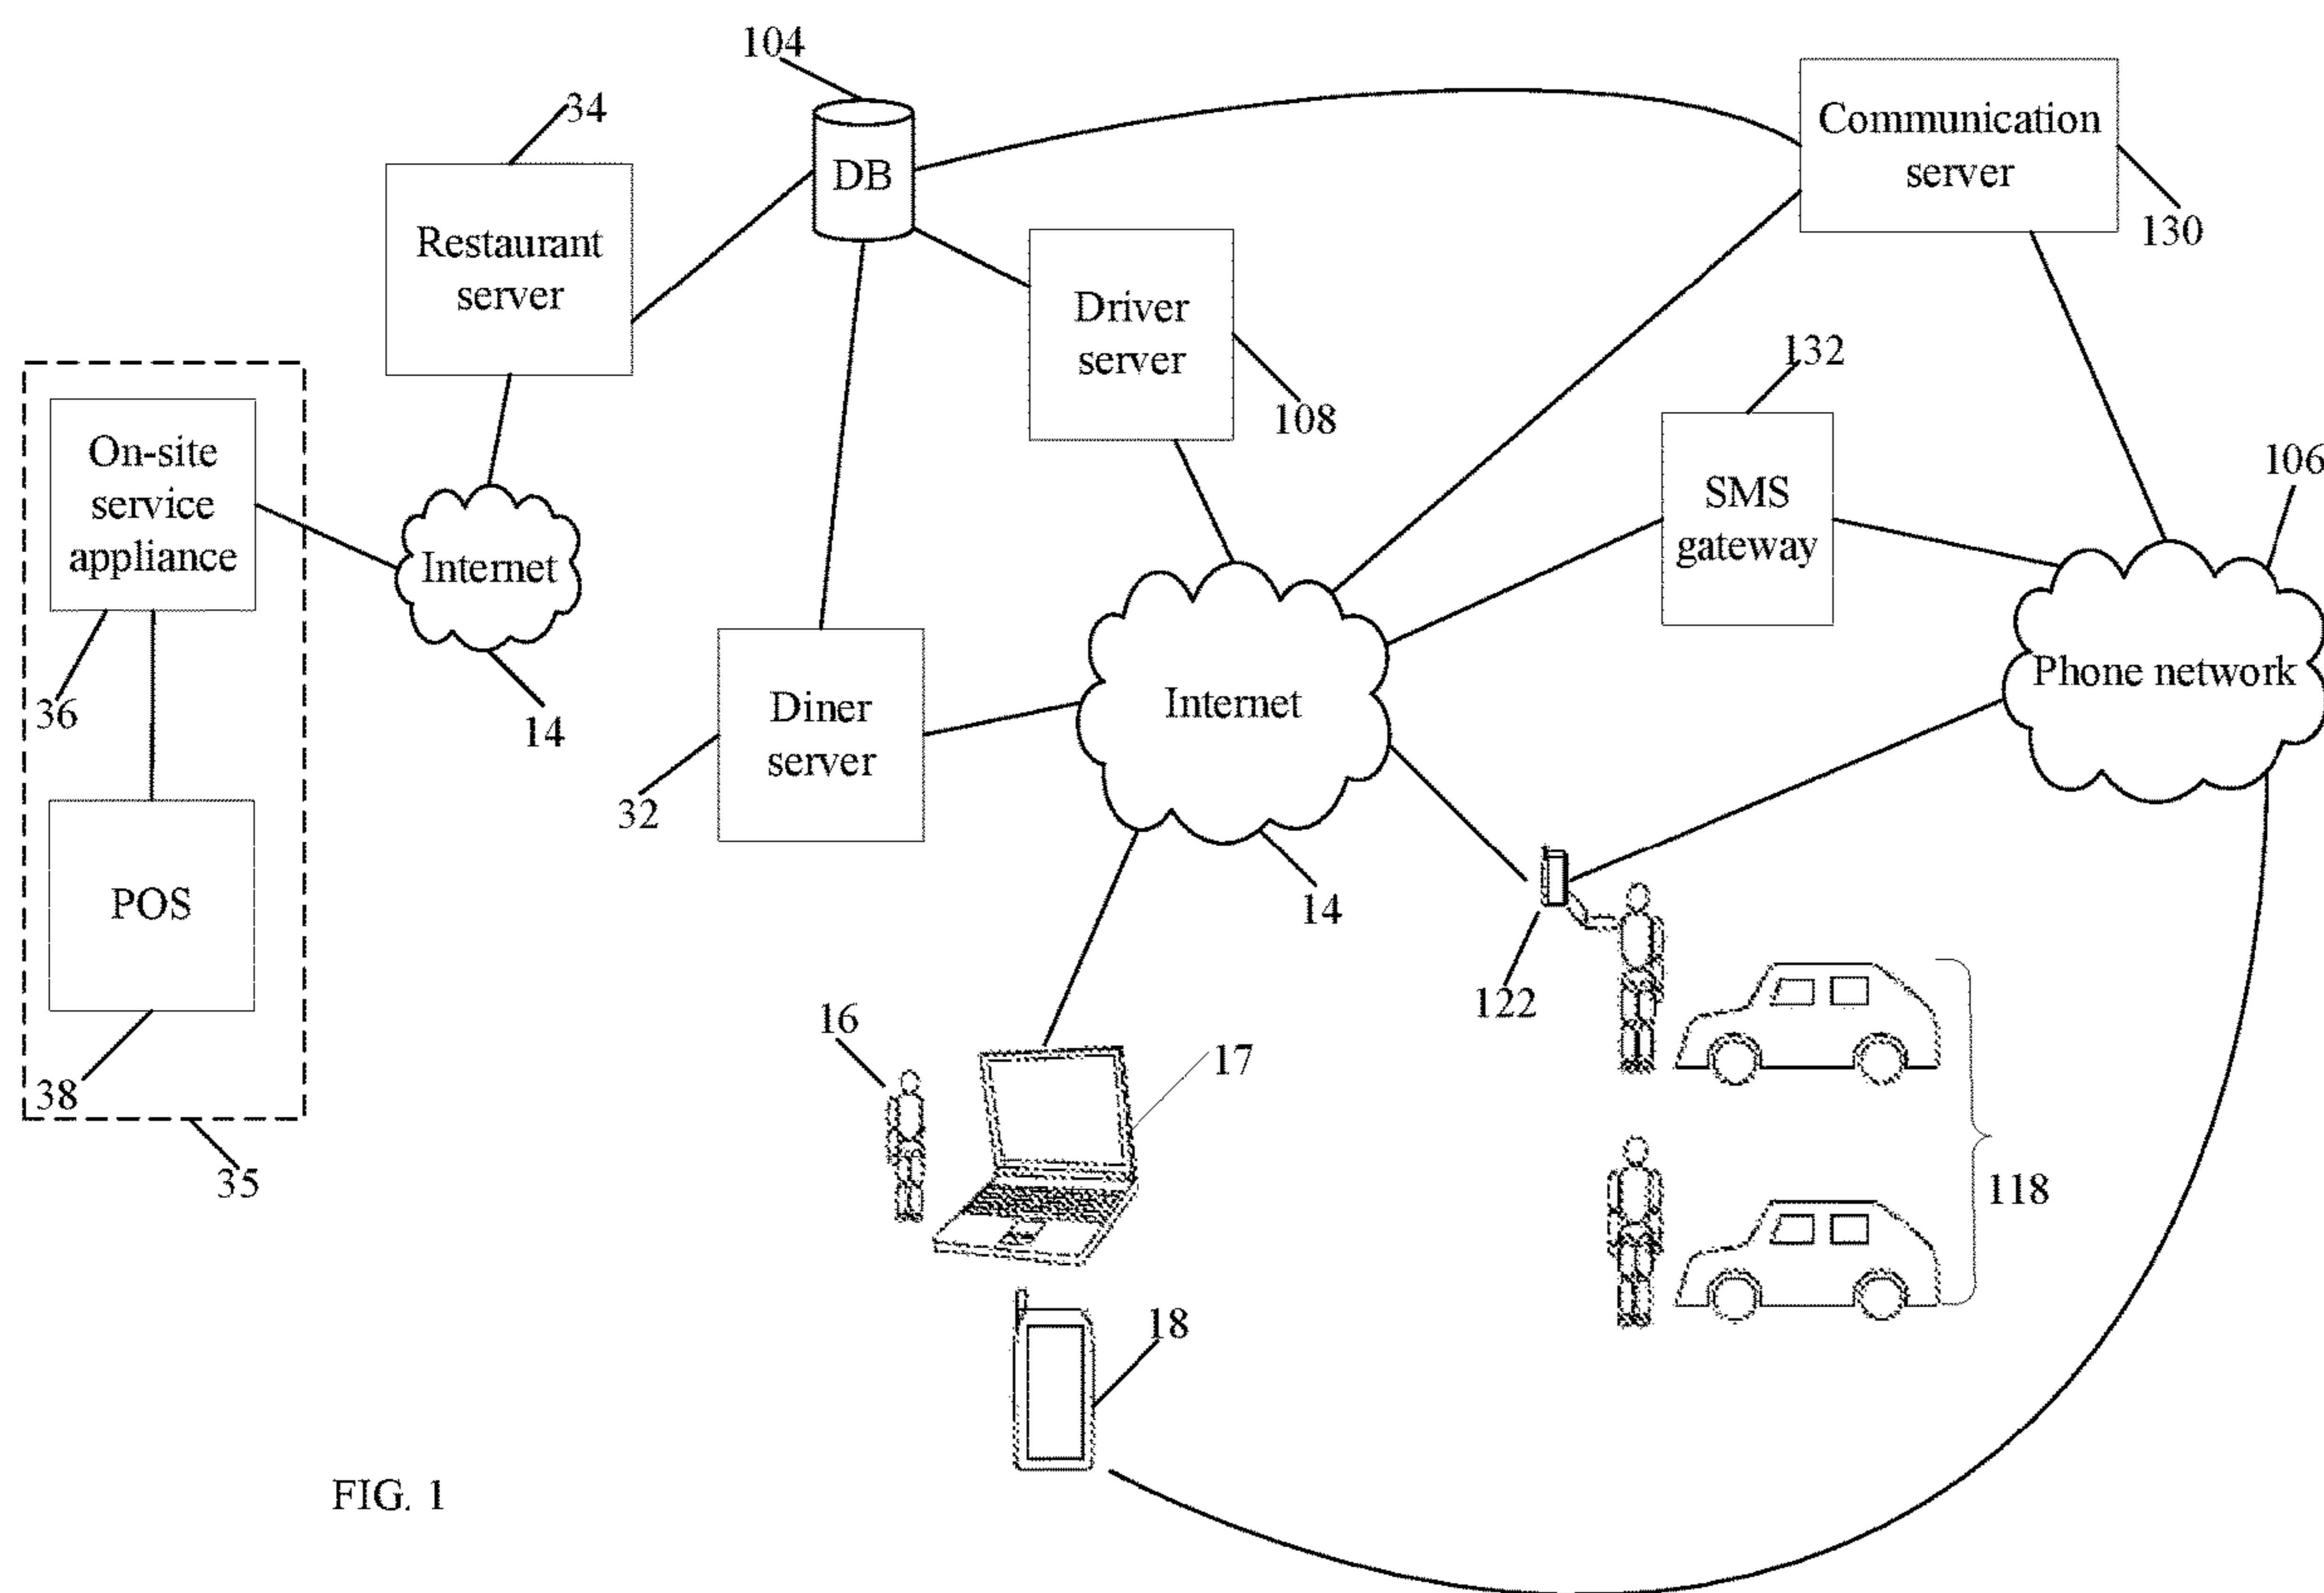 104
34
DB
Communication
server
130
Restaurant
server
Driver
server
108
132
On-site
service
appliance
SMS
gateway
106
Internet
Internet
Phone network
36
14
Diner
server
32
POS
14
122
16
17
38
35
118
18
FIG. 1